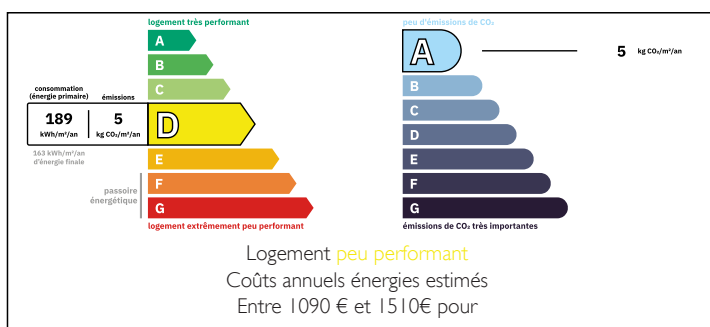 logement très performant
A
B
C
consommation
(énergie primaire)
émissions
189
kWh/m²/an
5
kg CO₂/m²/an
D
163 kWh/m²/an
d'énergie finale
E
F
G
passoire
énergétique
logement extrêmement peu performant
peu d'émissions de CO₂
A
5 kg CO₂/m²/an
B
C
D
E
F
G
émissions de CO₂ très importantes
Logement peu performant
Coûts annuels énergies estimés
Entre 1090 € et 1510€ pour